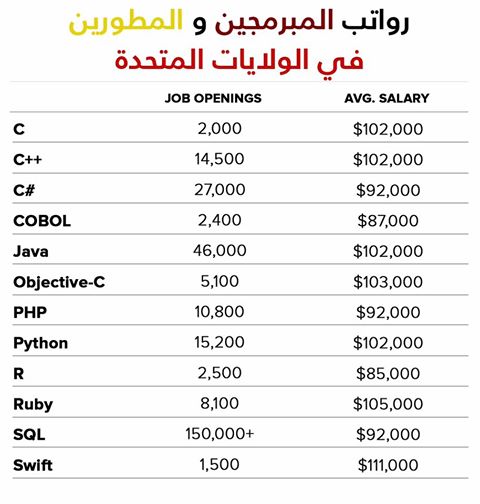 رواتب المبرمجين و المطورين
في الولايات المتحدة
JOB OPENINGS AVG. SALARY
C 2,000 $102,000
C++ 14,500 $102,000
C# 27,000 $92,000
COBOL 2,400 $87,000
Java 46,000 $102,000
Objective-C 5,100 $103,000
PHP 10,800 $92,000
Python 15,200 $102,000
R 2,500 $85,000
Ruby 8,100 $105,000
SQL 150,000+ $92,000
Swift 1,500 $111,000